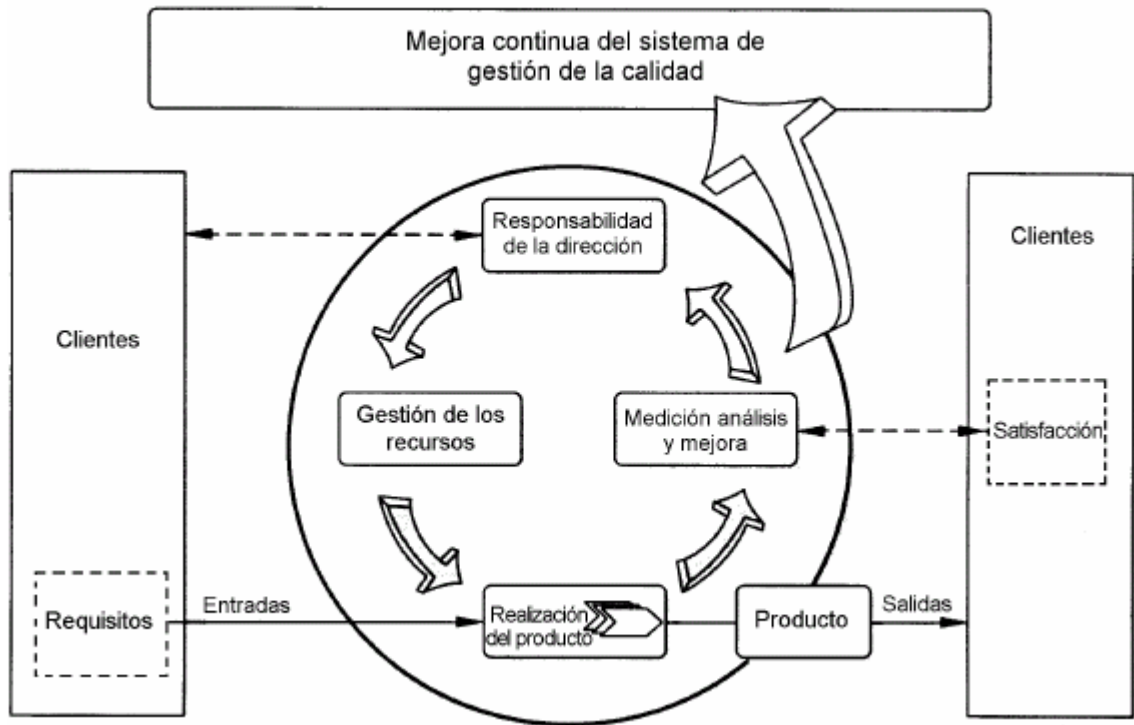 Mejora continua del sistema de
gestión de la calidad
Responsabilidad
de la dirección
Clientes
Clientes
Gestión de los
recursos
Medición análisis
y mejora
Satisfacción
Requisitos
Entradas
Realización
del producto
Producto
Salidas